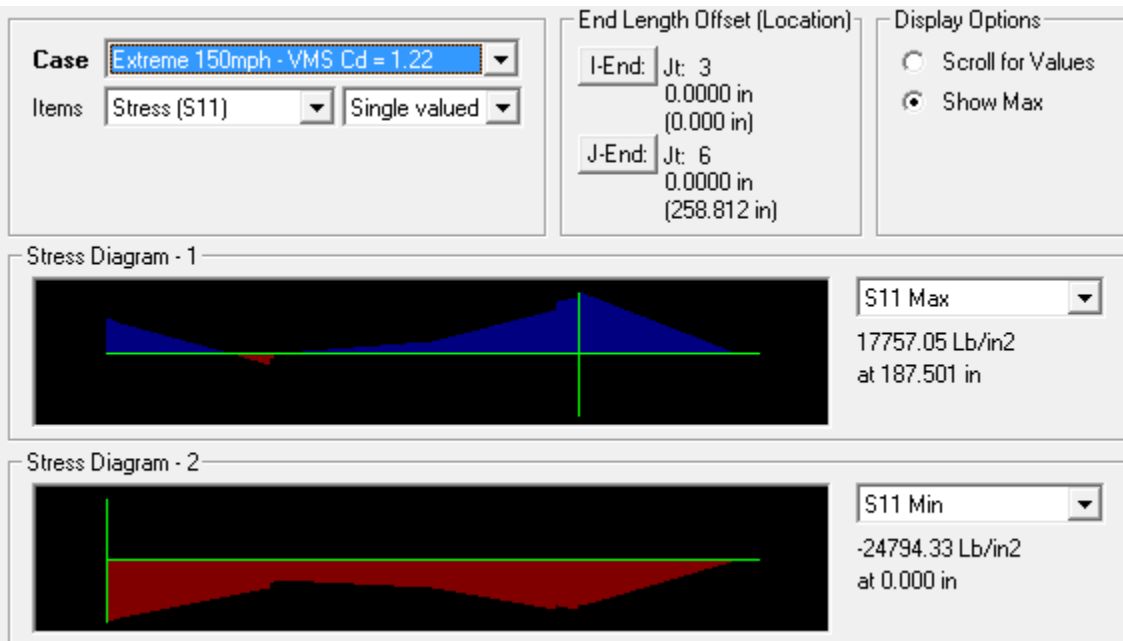 End Length Offset (Location)
Display Options
Case
Extreme 150mph - VMS Cd = 1.22
Items
Stress (S11)
Single valued
I-End:
Jt: 3
0.0000 in
(0.000 in)
J-End:
Jt: 6
0.0000 in
(258.812 in)
Scroll for Values
Show Max
Stress Diagram - 1
S11 Max
17757.05 Lb/in2
at 187.501 in
Stress Diagram - 2
S11 Min
-24794.33 Lb/in2
at 0.000 in